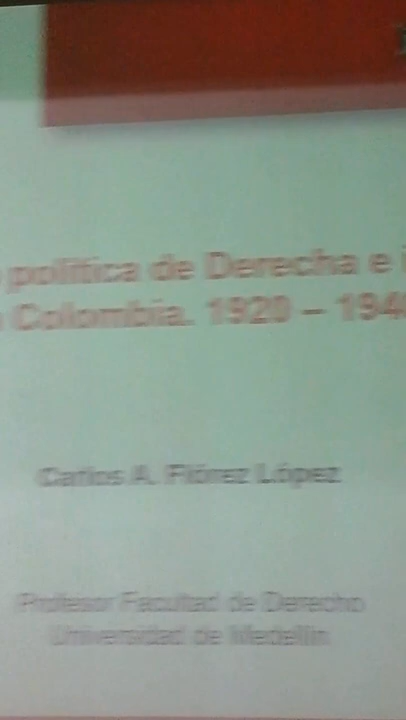 política de Derecha e
Colombia. 1920 – 194
Carlos A. Flórez López
Profesor Facultad de Derecho
Universidad de Medellín